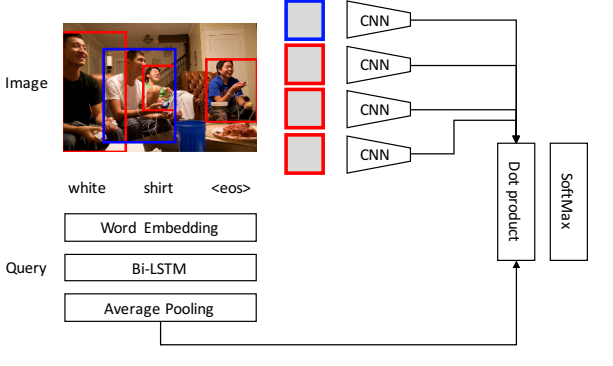 Image
CNN
CNN
CNN
CNN
Dot product
SoftMax
white shirt <eos>
Query
Word Embedding
Bi-LSTM
Average Pooling